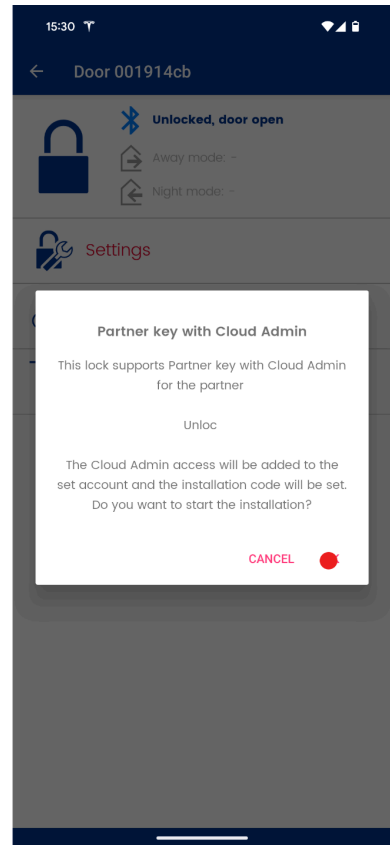 15:30
Door 001914cb
Unlocked, door open
Away mode: -
Night mode: -
Settings
Partner key with Cloud Admin
This lock supports Partner key with Cloud Admin
for the partner
Unloc
The Cloud Admin access will be added to the
set account and the installation code will be set.
Do you want to start the installation?
CANCEL